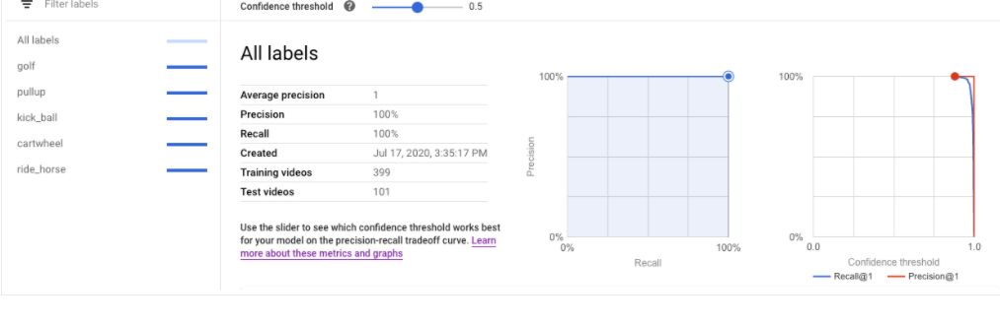 Filter labels
Confidence threshold ? 0.5
All labels
golf
pullup
kick_ball
cartwheel
ride_horse
All labels
Average precision 1
Precision 100%
Recall 100%
Created Jul 17, 2020, 3:35:17 PM
Training videos 399
Test videos 101
Use the slider to see which confidence threshold works best
for your model on the precision-recall tradeoff curve. Learn
more about these metrics and graphs
100%
Precision
0%
0% 100%
Recall
100%
0%
0.0 1.0
Confidence threshold
Recall@1 Precision@1